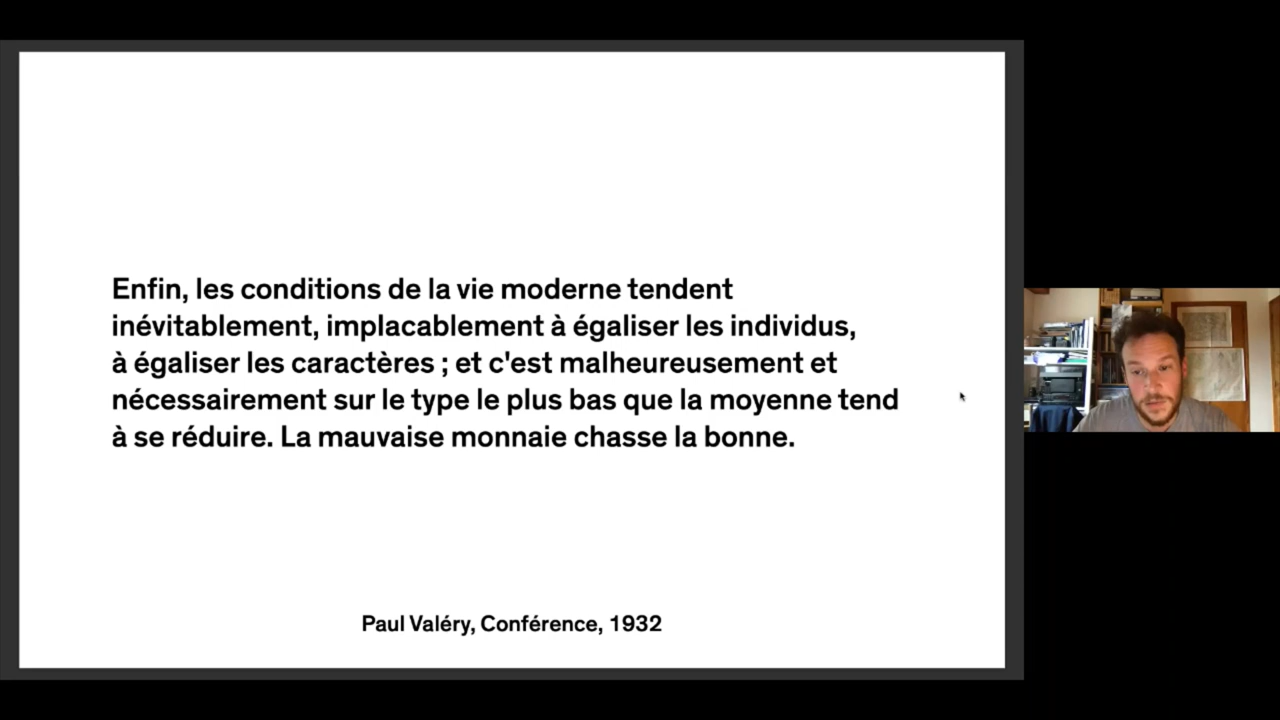 Enfin, les conditions de la vie moderne tendent
inévitablement, implacablement à égaliser les individus,
à égaliser les caractères ; et c'est malheureusement et
nécessairement sur le type le plus bas que la moyenne tend
à se réduire. La mauvaise monnaie chasse la bonne.
Paul Valéry, Conférence, 1932